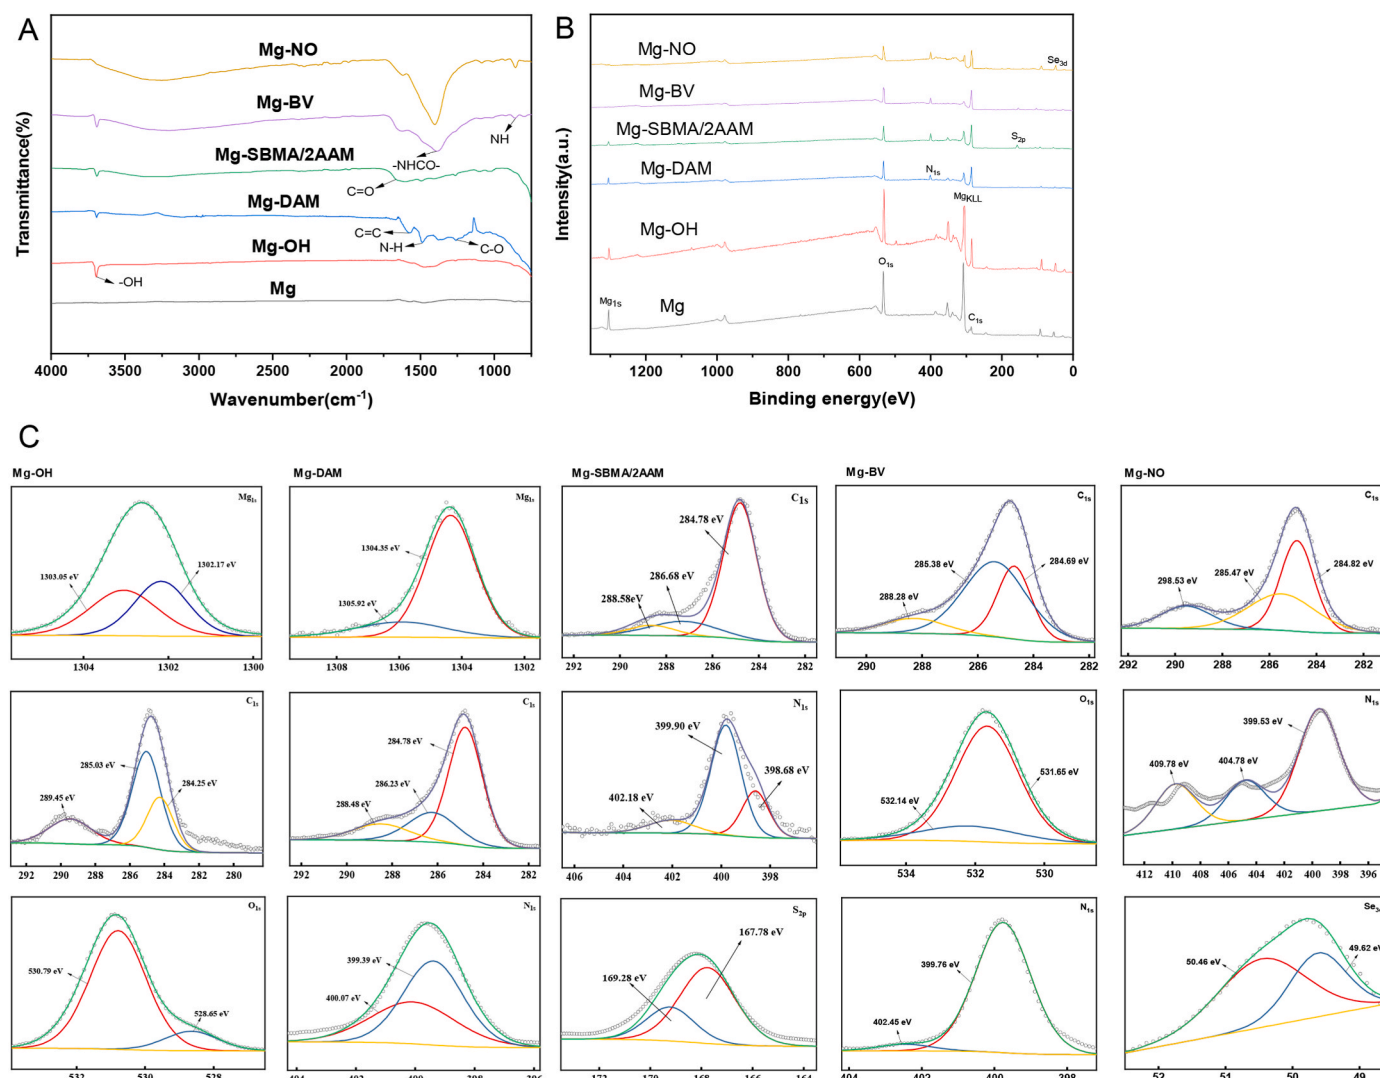 A
Mg-NO
Mg-BV
NH
Mg-SBMA/2AAM
-NHCO-
C=O
Mg-DAM
C=C
N-H
C-O
Mg-OH
-OH
Mg
Transmittance(%)
4000 3500 3000 2500 2000 1500 1000
Wavenumber(cm-1)
B
Mg-NO
Se3d
Mg-BV
Mg-SBMA/2AAM
S2p
Mg-DAM
N1s
MgKLL
Mg-OH
O1s
Mg1s
Mg
C1s
Intensity(a.u.)
1200 1000 800 600 400 200 0
Binding energy(eV)
C
Mg-OH
Mg1s
1303.05 eV
1302.17 eV
1304 1302 1300
Mg-DAM
Mg1s
1304.35 eV
1305.92 eV
1308 1306 1304 1302
Mg-SBMA/2AAM
C1s
284.78 eV
286.68 eV
288.58eV
292 290 288 286 284 282
Mg-BV
C1s
285.38 eV
284.69 eV
288.28 eV
290 288 286 284 282
Mg-NO
C1s
298.53 eV
285.47 eV
284.82 eV
292 290 288 286 284 282
C1s
285.03 eV
284.25 eV
289.45 eV
292 290 288 286 284 282 280
C1s
284.78 eV
286.23 eV
288.48 eV
292 290 288 286 284 282
N1s
399.90 eV
398.68 eV
402.18 eV
406 404 402 400 398
O1s
531.65 eV
532.14 eV
534 532 530
N1s
399.53 eV
409.78 eV
404.78 eV
412 410 408 406 404 402 400 398 396
O1s
530.79 eV
528.65 eV
532 530 528
N1s
399.39 eV
400.07 eV
404 402 400 398 396
S2p
167.78 eV
169.28 eV
172 170 168 166 164
N1s
399.76 eV
402.45 eV
404 402 400 398
49.62 eV
50.46 eV
52 51 50 49